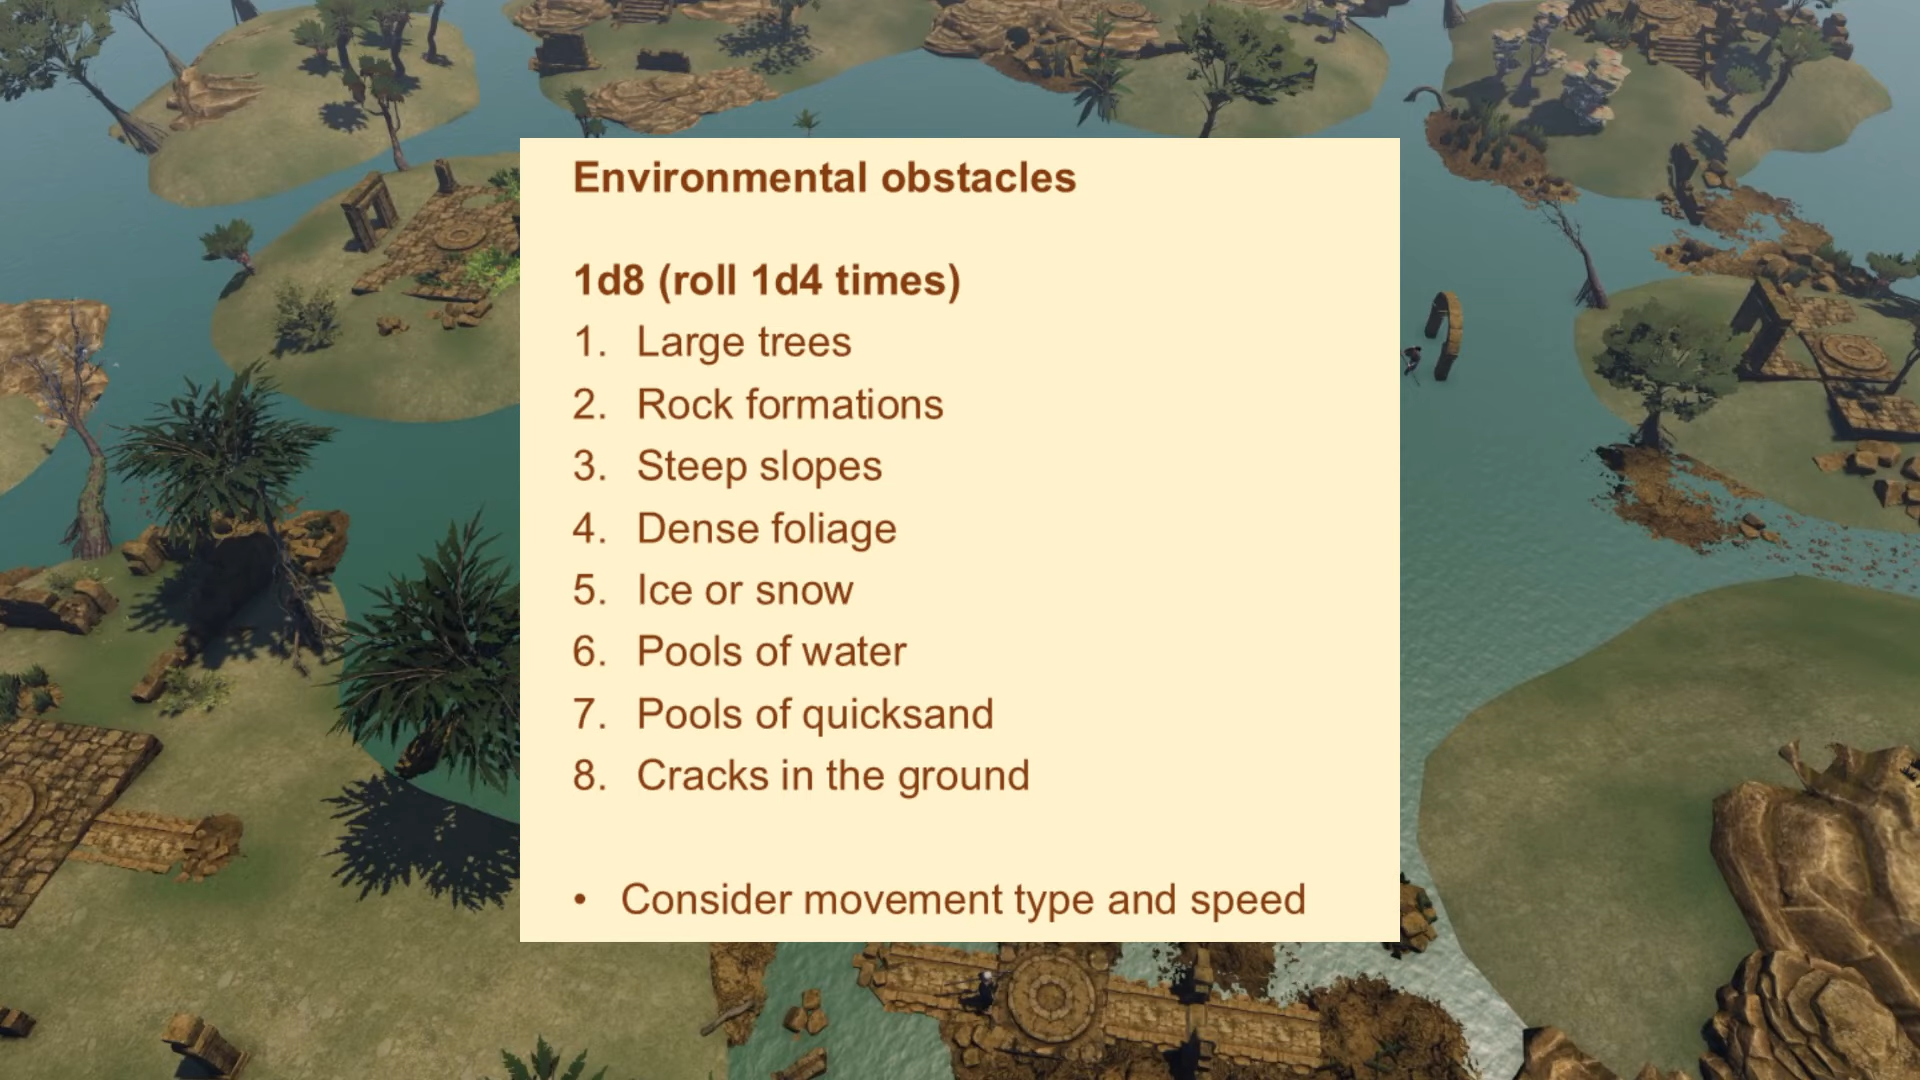 Environmental obstacles
1d8 (roll 1d4 times)
1. Large trees
2. Rock formations
3. Steep slopes
4. Dense foliage
5. Ice or snow
6. Pools of water
7. Pools of quicksand
8. Cracks in the ground
• Consider movement type and speed